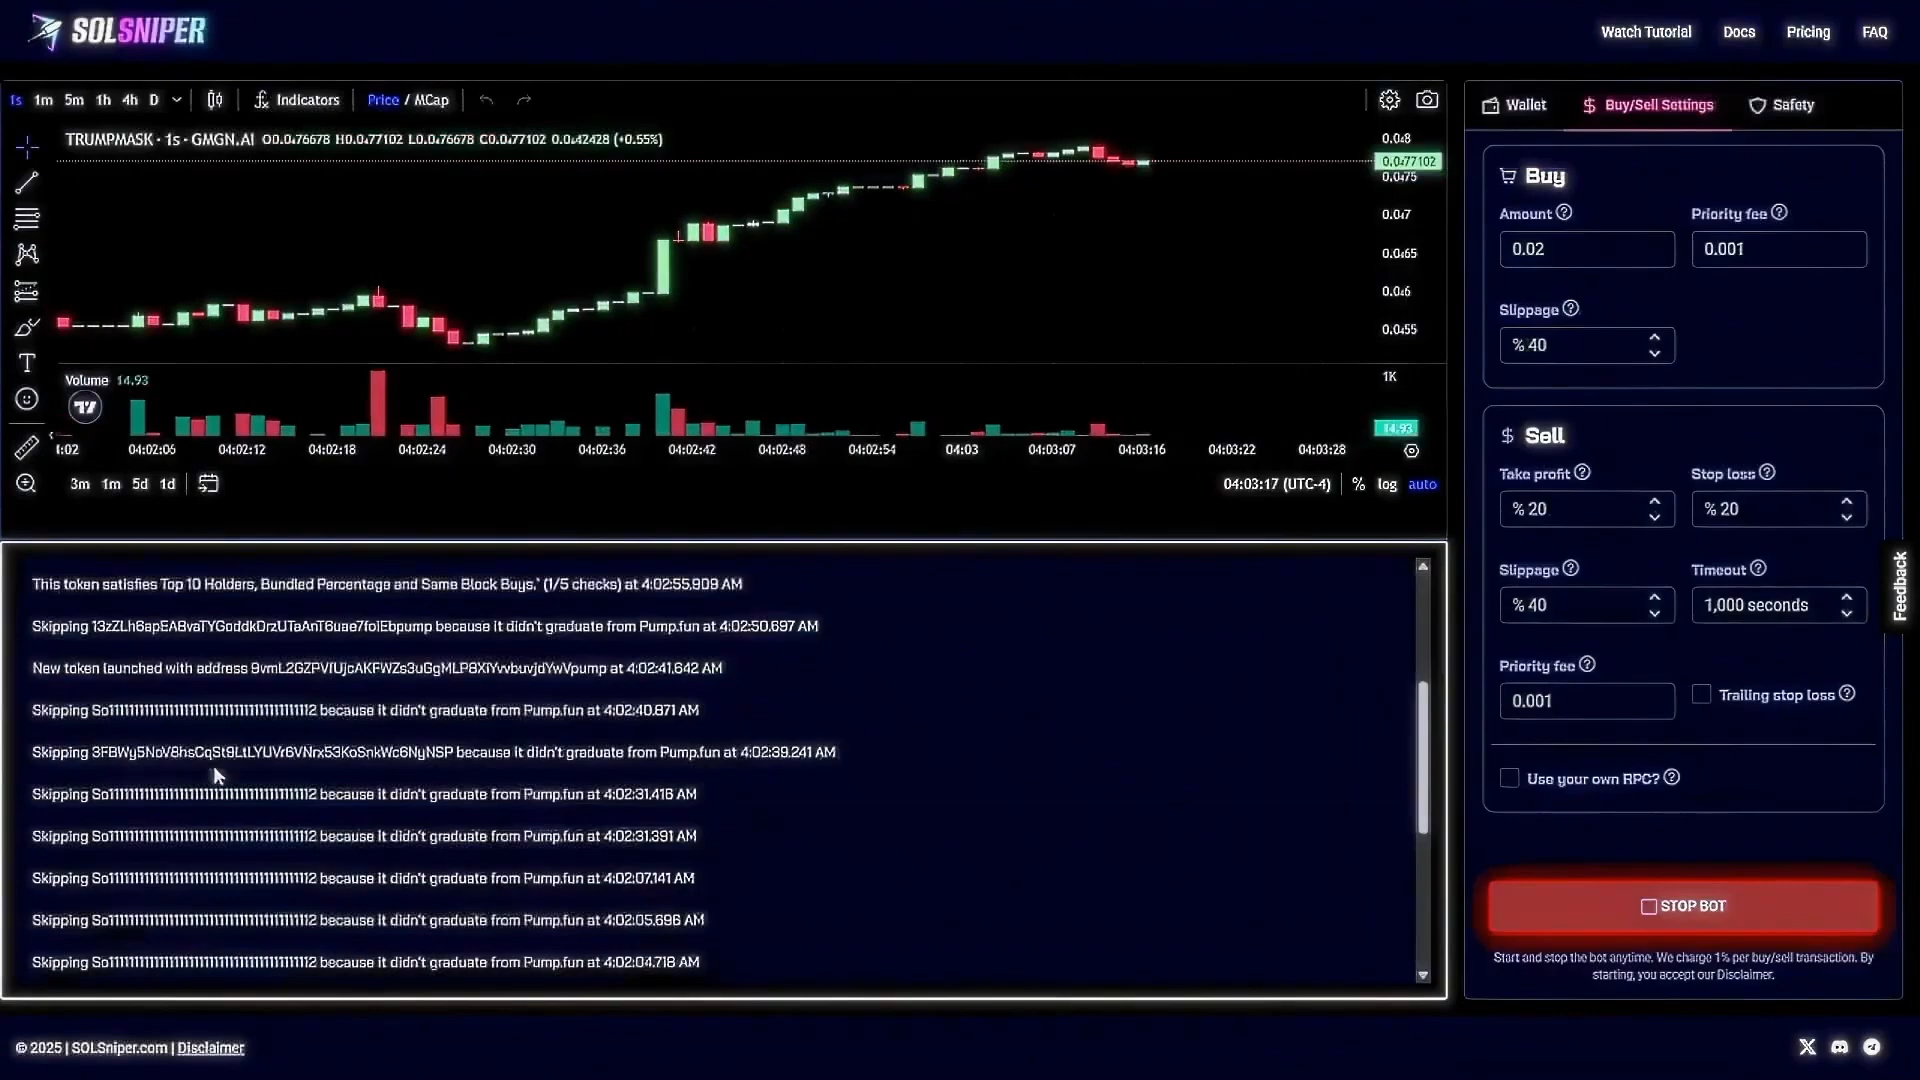 SOLSNIPER
Watch Tutorial Docs Pricing FAQ
1s 1m 5m 1h 4h D Indicators Price / MCap
TRUMPMASK · 1s · GMGN.AI O0.0₄76678 H0.0₄77102 L0.0₄76678 C0.0₄77102 0.0₆42428 (+0.55%)
0.0₄8
0.0₄77102
0.0₄75
0.0₄7
0.0₄65
0.0₄6
0.0₄55
Volume 14.93
1K
14.93
1:02 04:02:06 04:02:12 04:02:18 04:02:24 04:02:30 04:02:36 04:02:42 04:02:48 04:02:54 04:03 04:03:07 04:03:16 04:03:22 04:03:28
3m 1m 5d 1d 04:03:17 (UTC-4) % log auto
This token satisfies Top 10 Holders, Bundled Percentage and Same Block Buys,* (1/5 checks) at 4:02:55.909 AM
Skipping because it didn't graduate from Pump.fun at 4:02:50.697 AM
New token launched with address at 4:02:41.642 AM
Skipping because it didn't graduate from Pump.fun at 4:02:40.871 AM
Skipping because it didn't graduate from Pump.fun at 4:02:39.241 AM
Skipping because it didn't graduate from Pump.fun at 4:02:31.416 AM
Skipping because it didn't graduate from Pump.fun at 4:02:31.391 AM
Skipping because it didn't graduate from Pump.fun at 4:02:07.141 AM
Skipping because it didn't graduate from Pump.fun at 4:02:05.696 AM
Skipping because it didn't graduate from Pump.fun at 4:02:04.718 AM
Wallet Buy/Sell Settings Safety
Buy
Amount Priority fee
0.02 0.001
Slippage
% 40
Sell
Take profit Stop loss
% 20 % 20
Slippage Timeout
% 40 1,000 seconds
Priority fee
0.001 Trailing stop loss
Use your own RPC?
STOP BOT
Start and stop the bot anytime. We charge 1% per buy/sell transaction. By
starting, you accept our Disclaimer.
Feedback
© 2025 | SOLSniper.com | Disclaimer